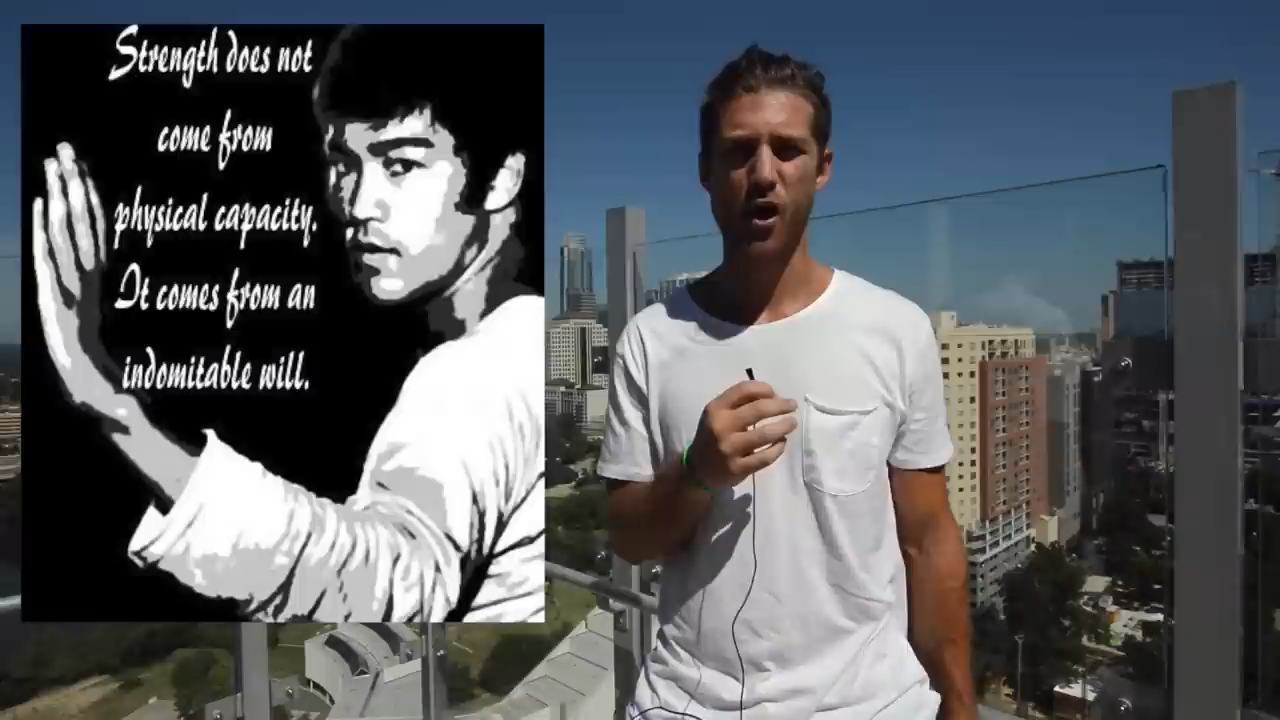 Strength does not
come from
physical capacity.
It comes from an
indomitable will.